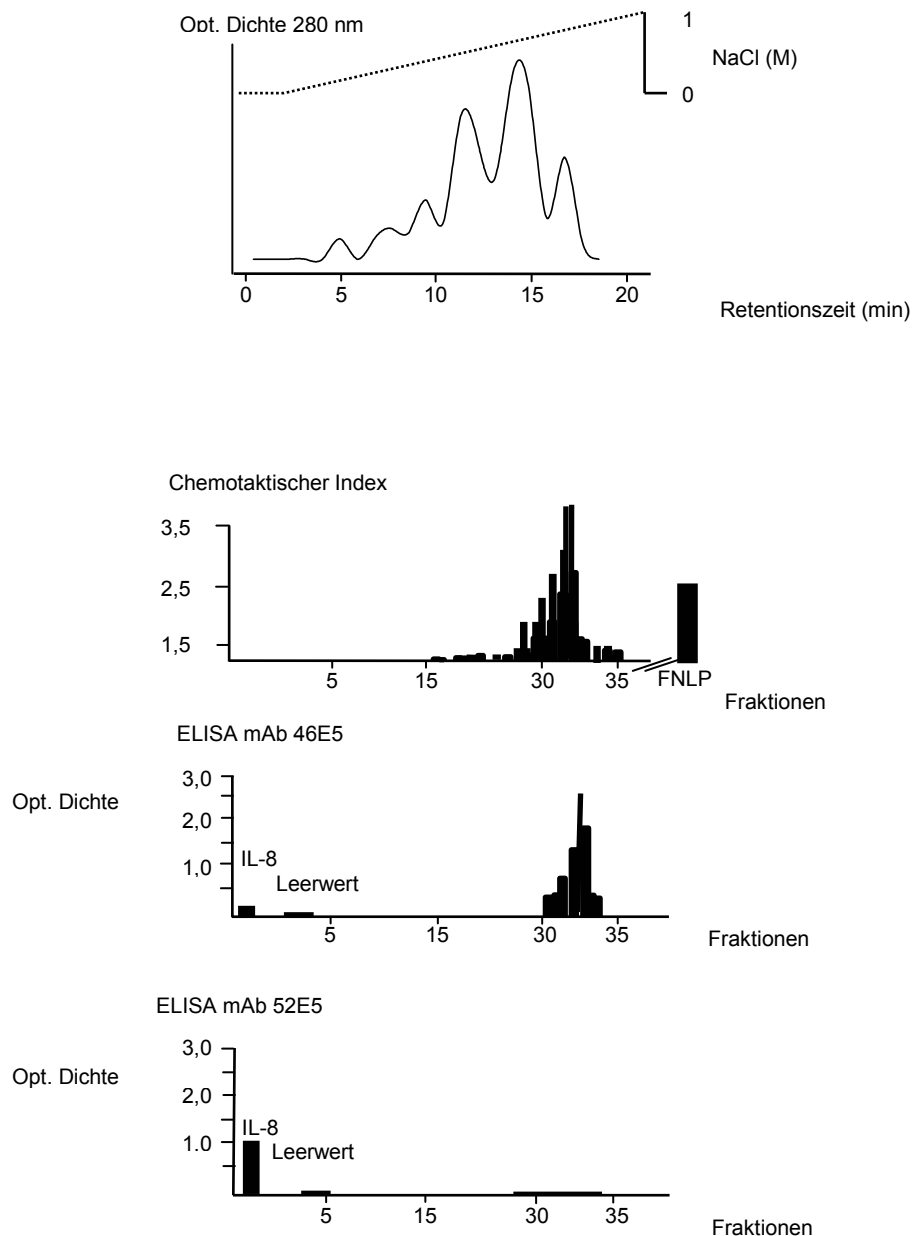 Opt. Dichte 280 nm
1
NaCl (M)
0
0 5 10 15 20
Retentionszeit (min)
Chemotaktischer Index
3,5
2,5
1,5
5 15 30 35
FNLP
Fraktionen
ELISA mAb 46E5
Opt. Dichte
3,0
2,0
1,0
IL-8
Leerwert
5 15 30 35
Fraktionen
ELISA mAb 52E5
Opt. Dichte
3,0
2,0
1.0
IL-8
Leerwert
5 15 30 35
Fraktionen